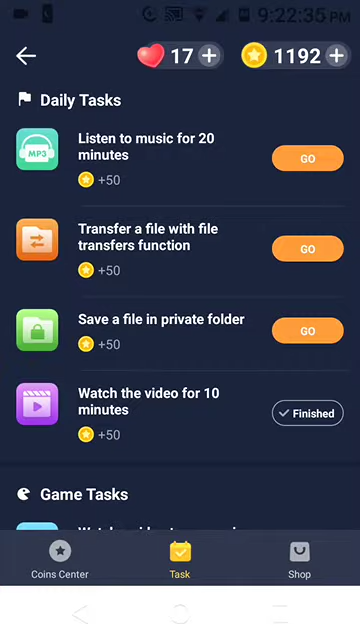 9:22:35 PM
17
1192
Daily Tasks
Listen to music for 20
minutes
MP3
GO
+50
Transfer a file with file
transfers function
GO
+50
Save a file in private folder
GO
+50
Watch the video for 10
minutes
Finished
+50
Game Tasks
Coins Center
Task
Shop